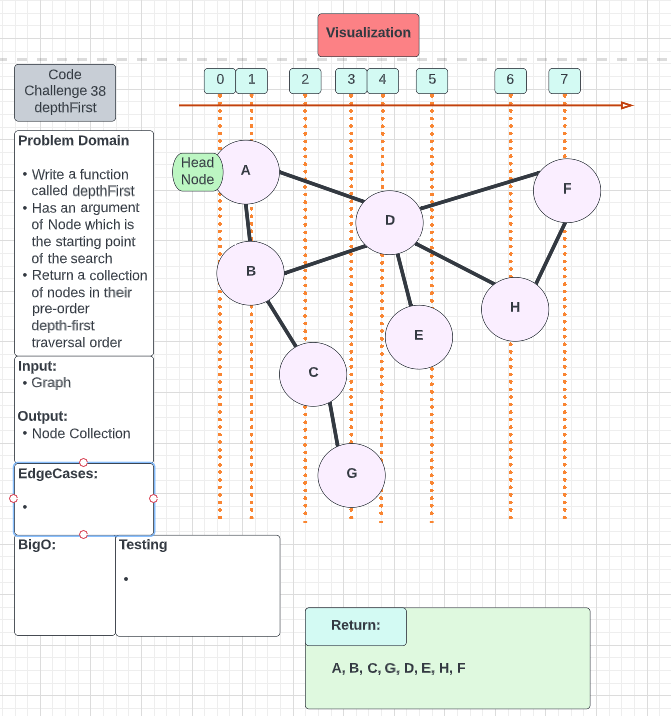 Visualization
Code
Challenge 38
depthFirst
0 1 2 3 4 5 6 7
Problem Domain
• Write a function
called depthFirst
• Has an argument
of Node which is
the starting point
of the search
• Return a collection
of nodes in their
pre-order
depth-first
traversal order
Input:
• Graph
Output:
• Node Collection
EdgeCases:
•
BigO:
Testing
•
Head
Node
A
F
D
B
H
E
C
G
Return:
A, B, C, G, D, E, H, F